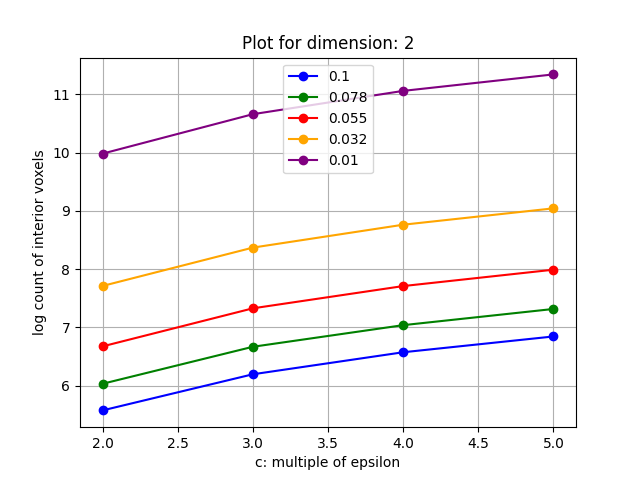 Plot for dimension: 2
0.1
0.078
0.055
0.032
0.01
log count of interior voxels
11
10
9
8
7
6
2.0 2.5 3.0 3.5 4.0 4.5 5.0
c: multiple of epsilon